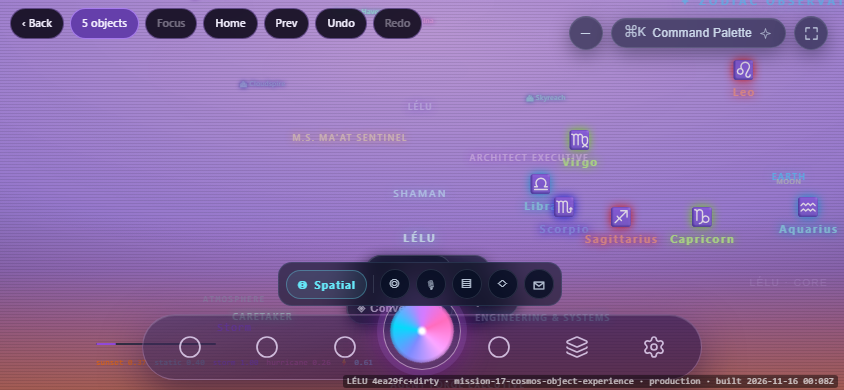 ‹ Back
5 objects
Focus
Home
Prev
Undo
Redo
⌘K Command Palette
Leo
LÉLU
M.S. MA'AT SENTINEL
ARCHITECT EXECUTIVE
Virgo
EARTH
MOON
SHAMAN
Scorpio
Sagittarius
Capricorn
Aquarius
LÉLU
Spatial
LÉLU CORE
ATMOSPHERE
CARETAKER
ENGINEERING & SYSTEMS
LÉLU 4ea29fc+dirty · mission-17-cosmos-object-experience · production · built 2026-11-16 00:08Z